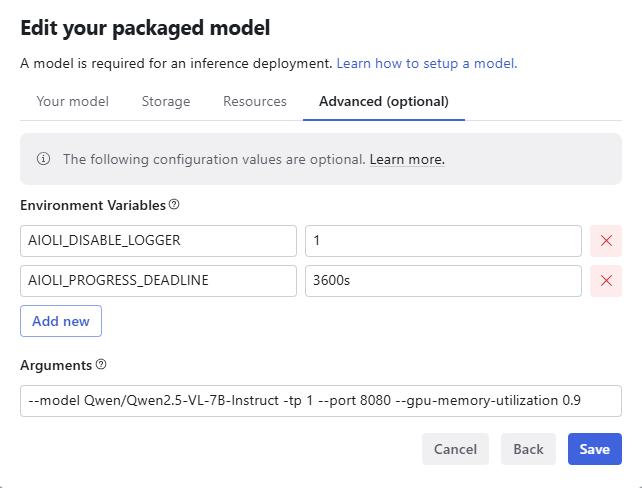 Edit your packaged model
A model is required for an inference deployment. Learn how to setup a model.
Your model Storage Resources Advanced (optional)
The following configuration values are optional. Learn more.
Environment Variables
AIOLI_DISABLE_LOGGER 1
AIOLI_PROGRESS_DEADLINE 3600s
Add new
Arguments
--model Qwen/Qwen2.5-VL-7B-Instruct -tp 1 --port 8080 --gpu-memory-utilization 0.9
Cancel Back Save